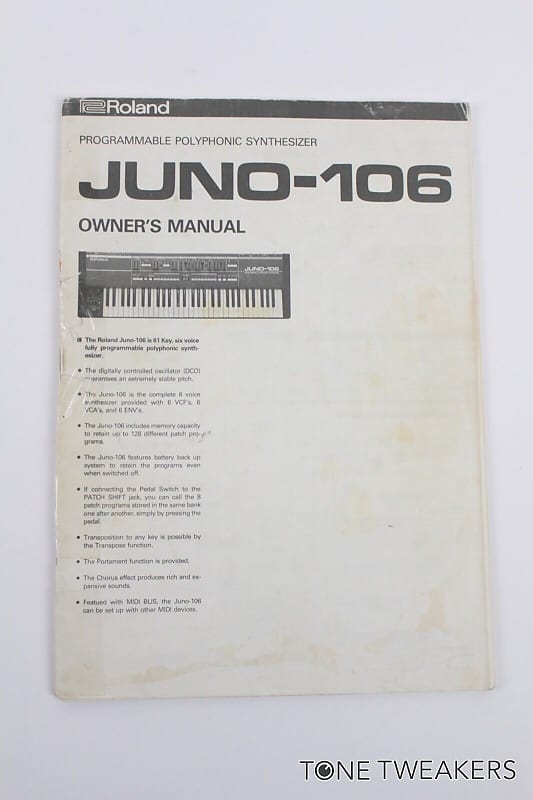 Roland
PROGRAMMABLE POLYPHONIC SYNTHESIZER
JUNO-106
OWNER'S MANUAL
Roland
JUNO-106
The Roland Juno-106 is 61 Key, six voice
fully programmable polyphonic synth-
esizer.
• The digitally controlled oscillator (DCO)
guarantees an extremely stable pitch.
• The Juno-106 is the complete 6 voice
synthesizer provided with 6 VCF's, 6
VCA's, and 6 ENV's.
• The Juno-106 includes memory capacity
to retain up to 128 different patch pro-
grams.
• The Juno-106 features battery back up
system to retain the programs even
when switched off.
• If connecting the Pedal Switch to the
PATCH SHIFT jack, you can call the 8
patch programs stored in the same bank
one after another, simply by pressing the
pedal.
• Transposition to any key is possible by
the Transpose function.
• The Portament function is provided.
• The Chorus effect produces rich and ex-
pansive sounds.
• Featued with MIDI BUS, the Juno-106
can be set up with other MIDI devices.
TONE TWEAKERS